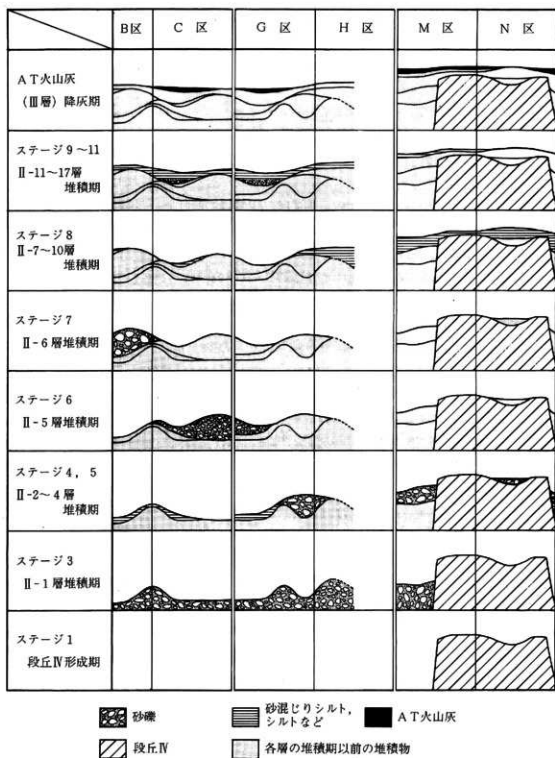 B区 C 区 G 区 H 区 M 区 N 区
AT火山灰
(Ⅲ層) 降灰期
ステージ9〜11
Ⅱ-11〜17層
堆積期
ステージ8
Ⅱ-7〜10層
堆積期
ステージ7
Ⅱ-6層堆積期
ステージ6
Ⅱ-5層堆積期
ステージ4, 5
Ⅱ-2〜4層
堆積期
ステージ3
Ⅱ-1層堆積期
ステージ1
段丘Ⅳ形成期
砂礫
砂混じりシルト,
シルトなど
AT火山灰
段丘Ⅳ
各層の堆積期以前の堆積物